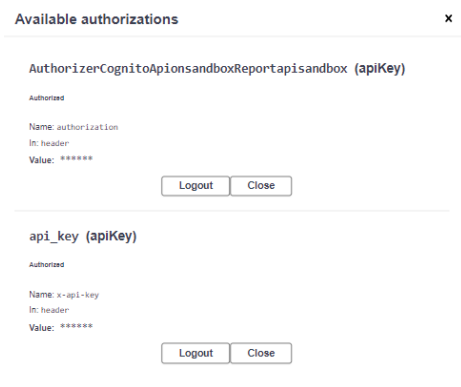 Available authorizations ×
AuthorizerCognitoApionsandboxReportapisandbox (apiKey)
Authorized
Name: authorization
In: header
Value: ******
Logout Close
api_key (apiKey)
Authorized
Name: x-api-key
In: header
Value: ******
Logout Close